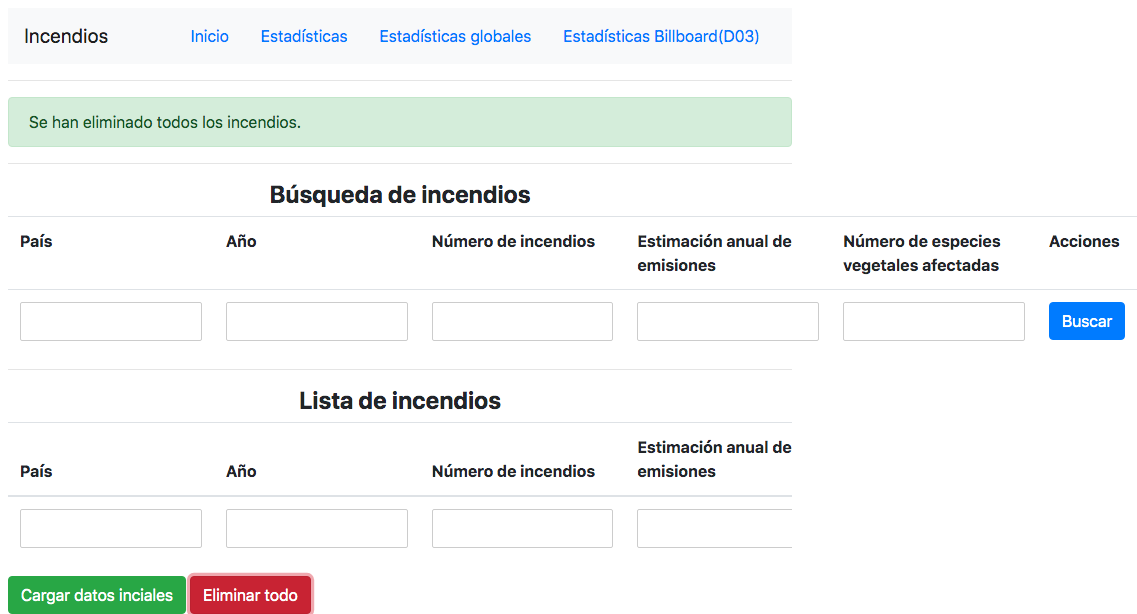 Incendios Inicio Estadísticas Estadísticas globales Estadísticas Billboard(D03)
Se han eliminado todos los incendios.
Búsqueda de incendios
País Año Número de incendios Estimación anual de Número de especies Acciones
emisiones vegetales afectadas
Buscar
Lista de incendios
Estimación anual de
País Año Número de incendios emisiones
Cargar datos inciales Eliminar todo